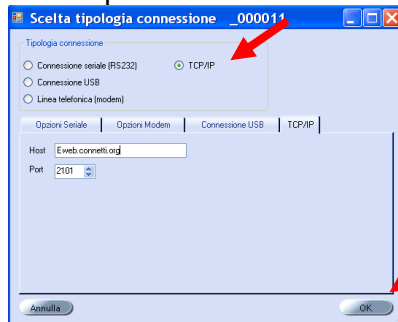 Scelta tipologia connessione _000011
Tipologia connessione
Connessione seriale (RS232) TCP/IP
Connessione USB
Linea telefonica (modem)
Opzioni Seriale Opzioni Modem Connessione USB TCP/IP
Host Eweb.connetti.org
Port 2101
Annulla OK